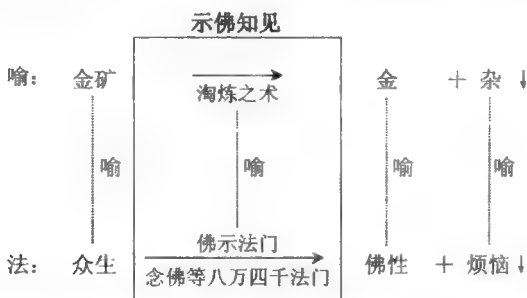 示佛知见
喻： 金矿 淘炼之术 金 + 杂 ↓
喻 喻 喻 喻
佛示法门
法： 众生 念佛等八万四千法门 佛性 + 烦恼 ↓